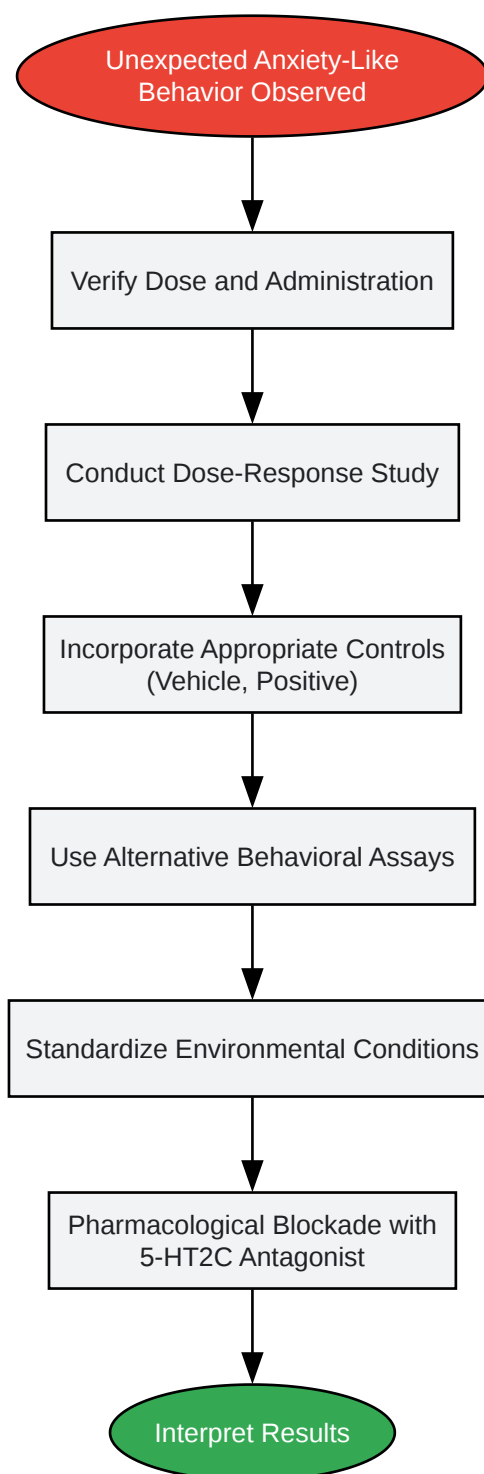 Unexpected Anxiety-Like
Behavior Observed
Verify Dose and Administration
Conduct Dose-Response Study
Incorporate Appropriate Controls
(Vehicle, Positive)
Use Alternative Behavioral Assays
Standardize Environmental Conditions
Pharmacological Blockade with
5-HT2C Antagonist
Interpret Results